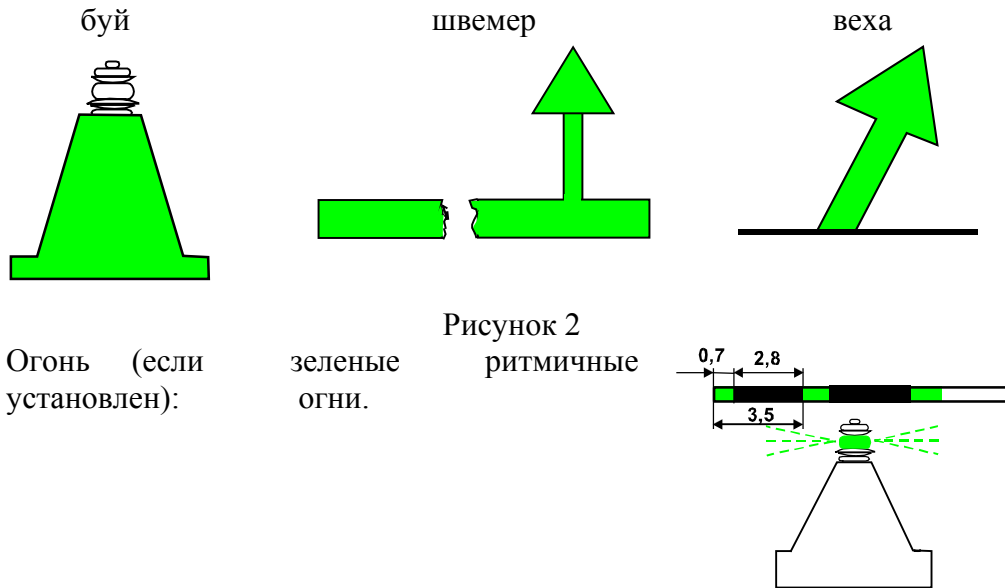 буй швемер веха
Рисунок 2
Огонь (если зеленые ритмичные
установлен): огни.
0,7 2,8
3,5